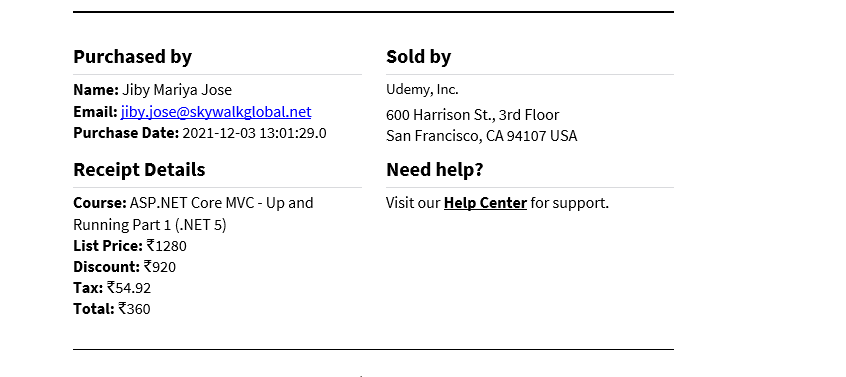 Purchased by
Name: Jiby Mariya Jose
Email: jiby.jose@skywalkglobal.net
Purchase Date: 2021-12-03 13:01:29.0
Sold by
Udemy, Inc.
600 Harrison St., 3rd Floor
San Francisco, CA 94107 USA
Receipt Details
Course: ASP.NET Core MVC - Up and
Running Part 1 (.NET 5)
List Price: ₹1280
Discount: ₹920
Tax: ₹54.92
Total: ₹360
Need help?
Visit our Help Center for support.